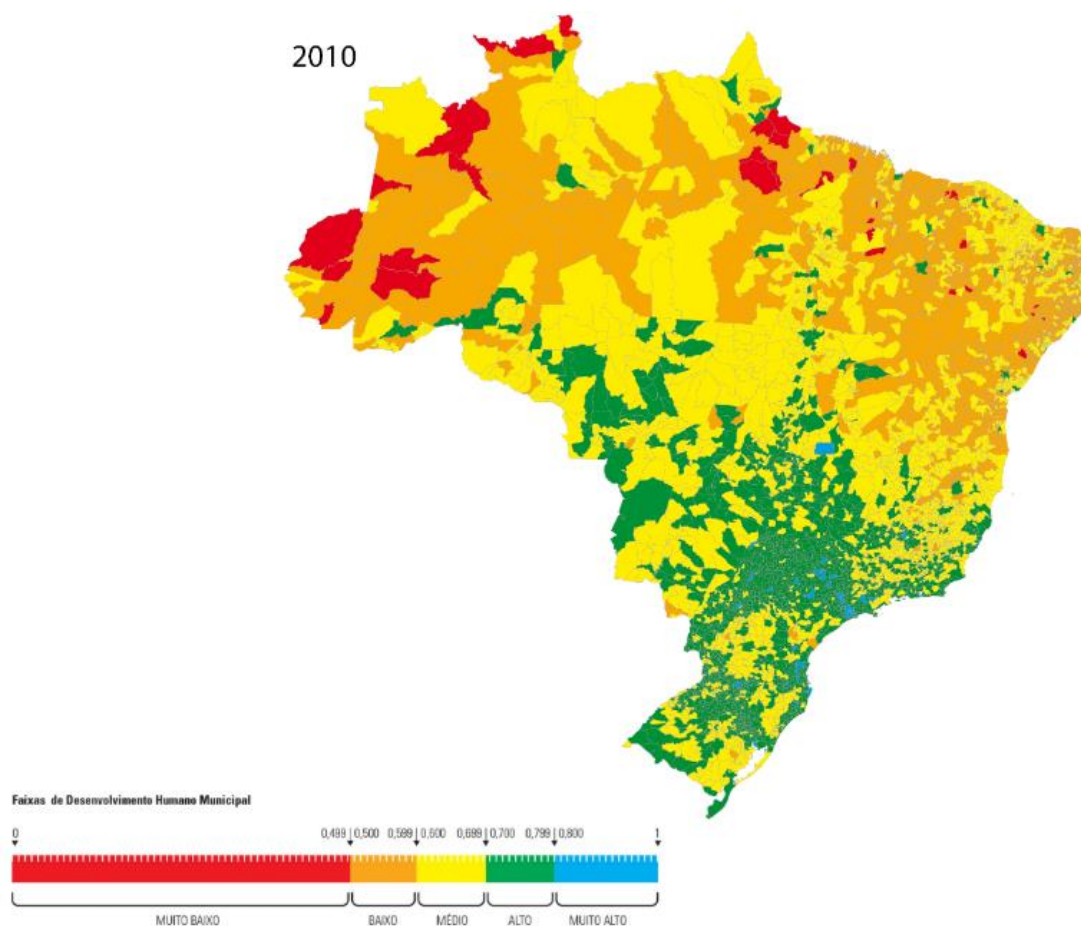 2010
Faixas de Desenvolvimento Humano Municipal
0 0,499 0,500 0,599 0,600 0,699 0,700 0,799 0,800 1
MUITO BAIXO BAIXO MÉDIO ALTO MUITO ALTO